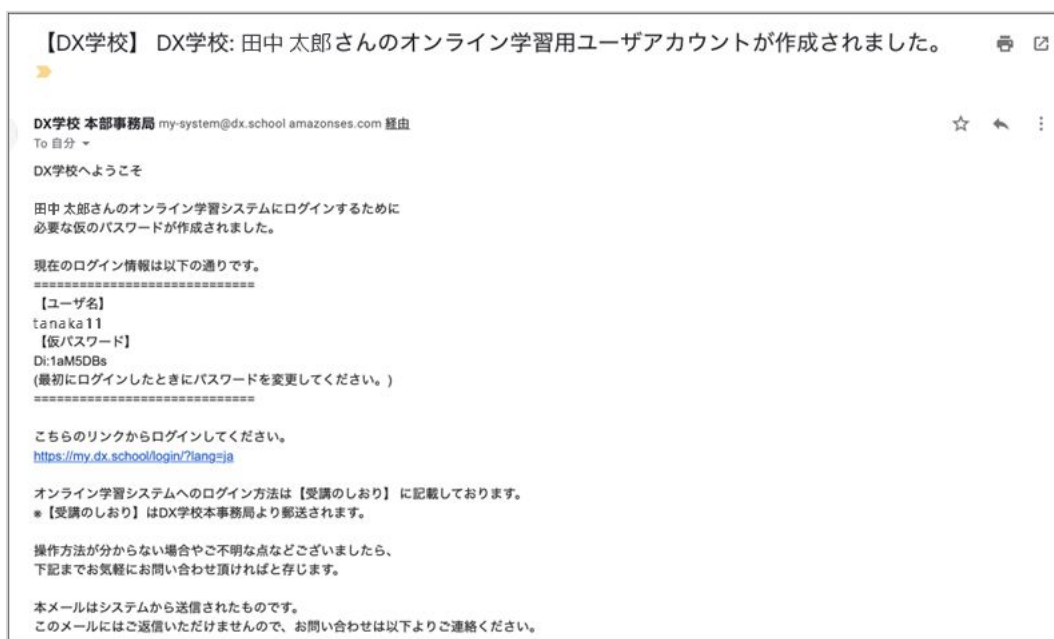 【DX学校】 DX学校: 田中 太郎さんのオンライン学習用ユーザアカウントが作成されました。
DX学校 本部事務局 my-system@dx.school amazonses.com 経由
To 自分
DX学校へようこそ
田中 太郎さんのオンライン学習システムにログインするために
必要な仮のパスワードが作成されました。
現在のログイン情報は以下の通りです。
=============================
【ユーザ名】
tanaka11
【仮パスワード】
Di:1aM5DBs
(最初にログインしたときにパスワードを変更してください。)
=============================
こちらのリンクからログインしてください。
https://my.dx.school/login/?lang=ja
オンライン学習システムへのログイン方法は【受講のしおり】 に記載しております。
※【受講のしおり】はDX学校本事務局より郵送されます。
操作方法が分からない場合やご不明な点などございましたら、
下記までお気軽にお問い合わせ頂ければと存じます。
本メールはシステムから送信されたものです。
このメールにはご返信いただけませんので、お問い合わせは以下よりご連絡ください。